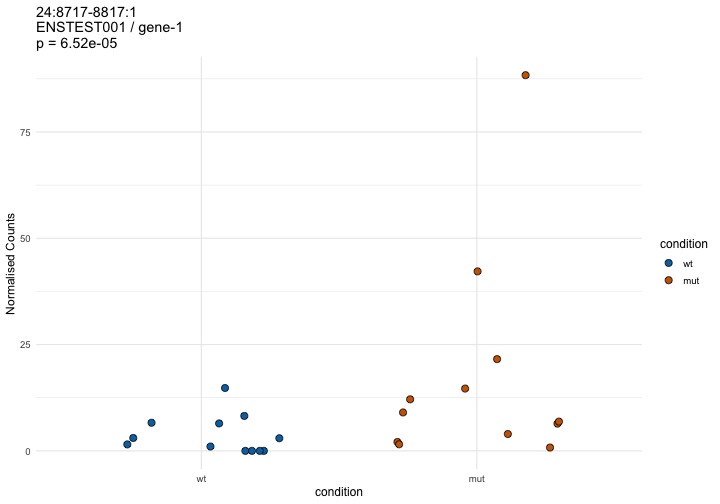 24:8717-8817:1
ENSTEST001 / gene-1
p = 6.52e-05
Normalised Counts
75
50
25
0
wt
mut
condition
condition
wt
mut